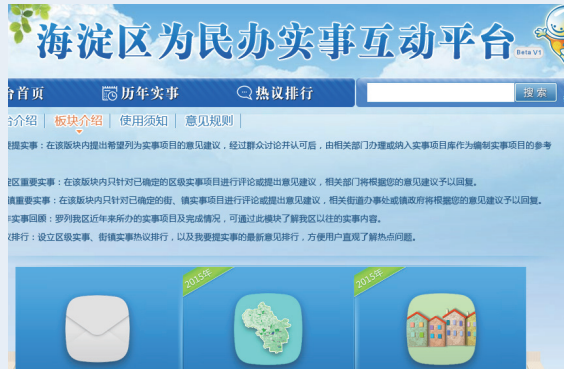 海淀区为民办实事互动平台
Beta V1
台首页 历年实事 热议排行 搜索
台介绍 | 板块介绍 | 使用须知 | 意见规则 |
要提实事：在该版块内提出希望列为实事项目的意见建议，经过群众讨论并认可后，由相关部门办理或纳入实事项目库作为编制实事项目的参考
淀区重要实事：在该版块内只针对已确定的区级实事项目进行评论或提出意见建议，相关部门将根据您的意见建议予以回复。
镇重要实事：在该版块内只针对已确定的街、镇实事项目进行评论或提出意见建议，相关街道办事处或镇政府将根据您的意见建议予以回复。
年实事回顾：罗列我区近年来所办的实事项目及完成情况，可通过此模块了解我区以往的实事内容。
议排行：设立区级实事、街镇实事热议排行，以及我要提实事的最新意见排行，方便用户直观了解热点问题。
2015年 2015年